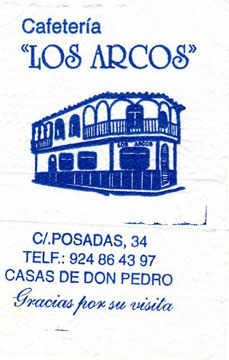 Cafetería
"LOS ARCOS"
LOS ARCOS
C/.POSADAS, 34
TELF.: 924 86 43 97
CASAS DE DON PEDRO
Gracias por su visita